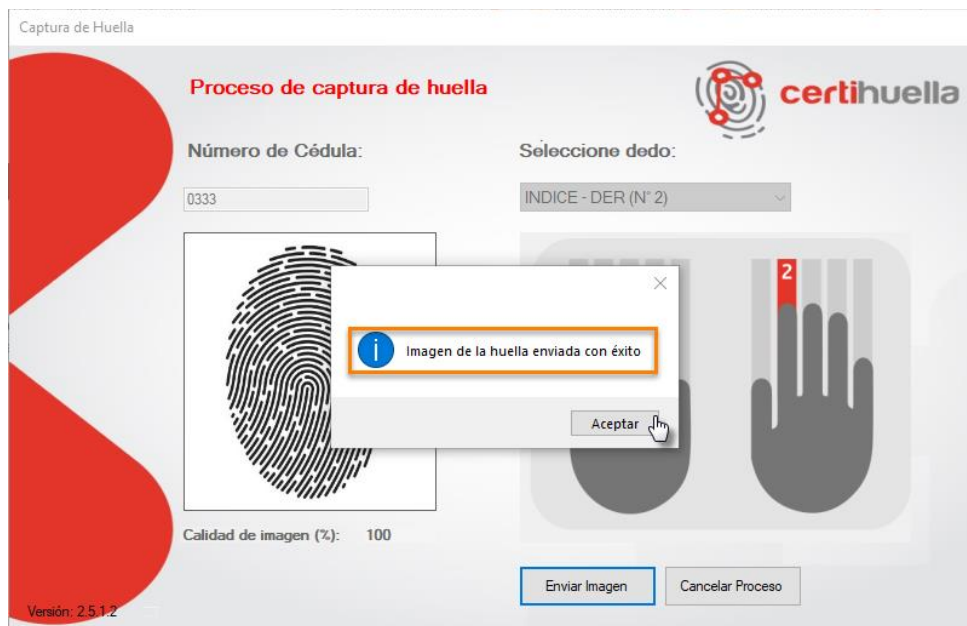 Captura de Huella
Proceso de captura de huella
certihuella
Número de Cédula:
Seleccione dedo:
0333
INDICE - DER (N° 2)
2
Imagen de la huella enviada con éxito
Aceptar
Calidad de imagen (%): 100
Enviar Imagen
Cancelar Proceso
Versión: 2.5.1.2